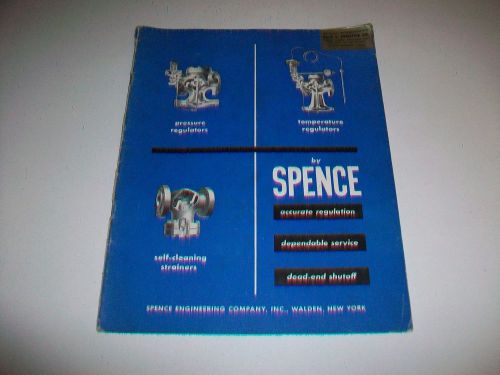 pressure
regulators
temperature
regulators
self-cleaning
strainers
by
SPENCE
accurate regulation
dependable service
dead-end shutoff
SPENCE ENGINEERING COMPANY, INC., WALDEN, NEW YORK